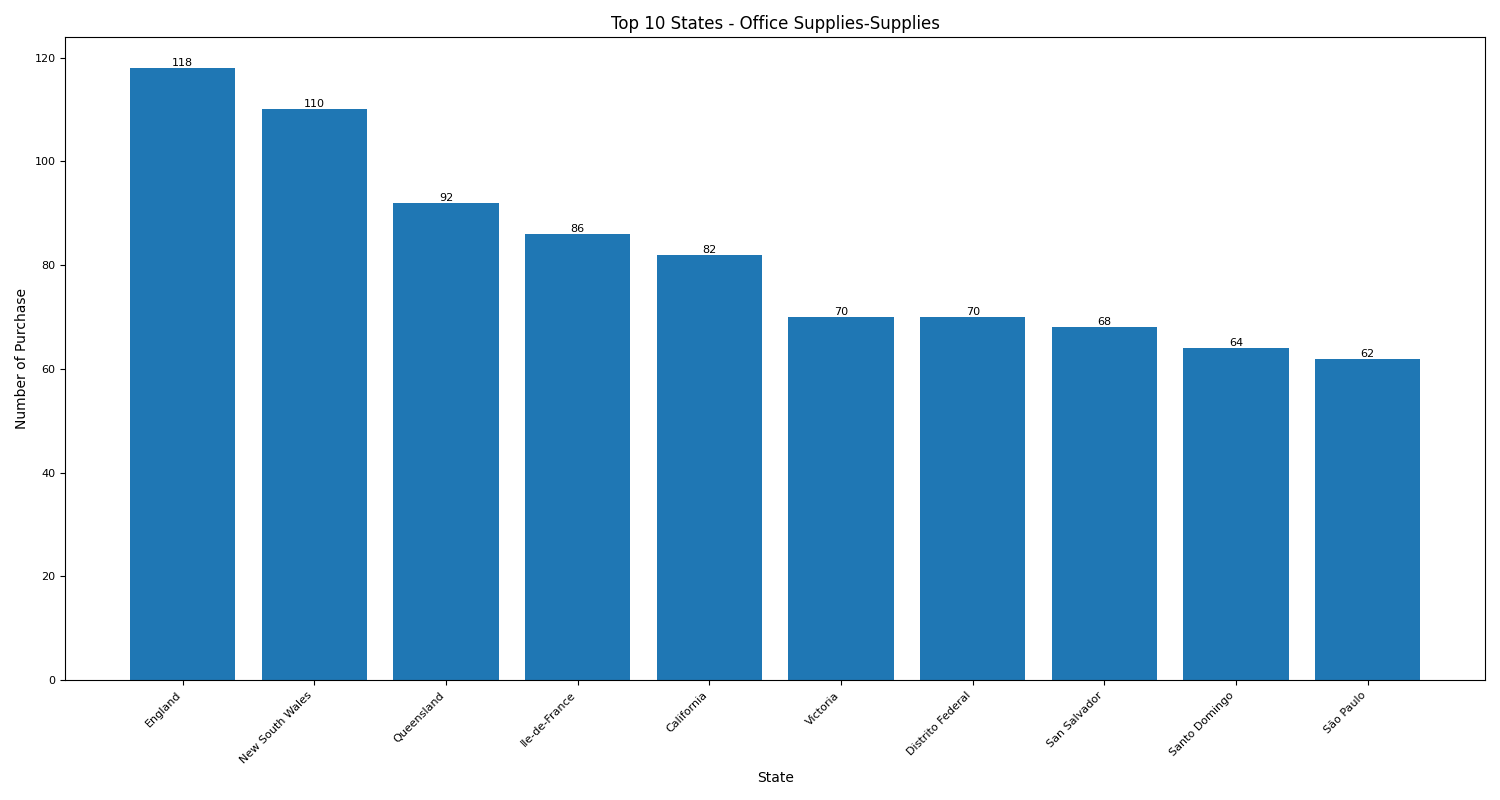 Top 10 States - Office Supplies-Supplies
Number of Purchase
120
100
80
60
40
20
0
118
110
92
86
82
70
70
68
64
62
England
New South Wales
Queensland
Ile-de-France
California
Victoria
Distrito Federal
San Salvador
Santo Domingo
São Paulo
State